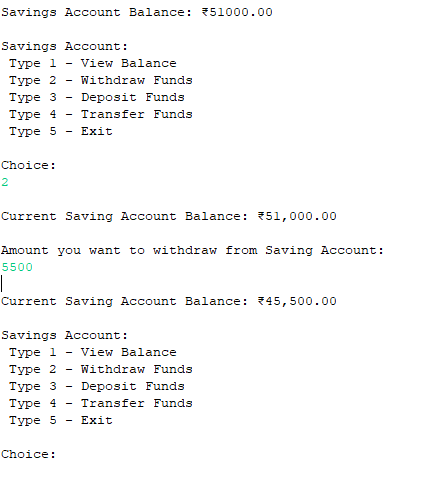 Savings Account Balance: ₹51000.00
Savings Account:
Type 1 - View Balance
Type 2 - Withdraw Funds
Type 3 - Deposit Funds
Type 4 - Transfer Funds
Type 5 - Exit
Choice:
2
Current Saving Account Balance: ₹51,000.00
Amount you want to withdraw from Saving Account:
5500
Current Saving Account Balance: ₹45,500.00
Savings Account:
Type 1 - View Balance
Type 2 - Withdraw Funds
Type 3 - Deposit Funds
Type 4 - Transfer Funds
Type 5 - Exit
Choice: